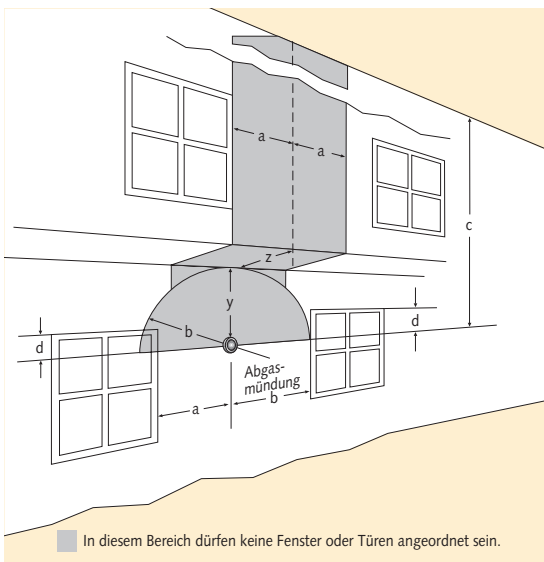 a
a
c
z
y
b
d
d
Abgas-
mündung
a
b
In diesem Bereich dürfen keine Fenster oder Türen angeordnet sein.